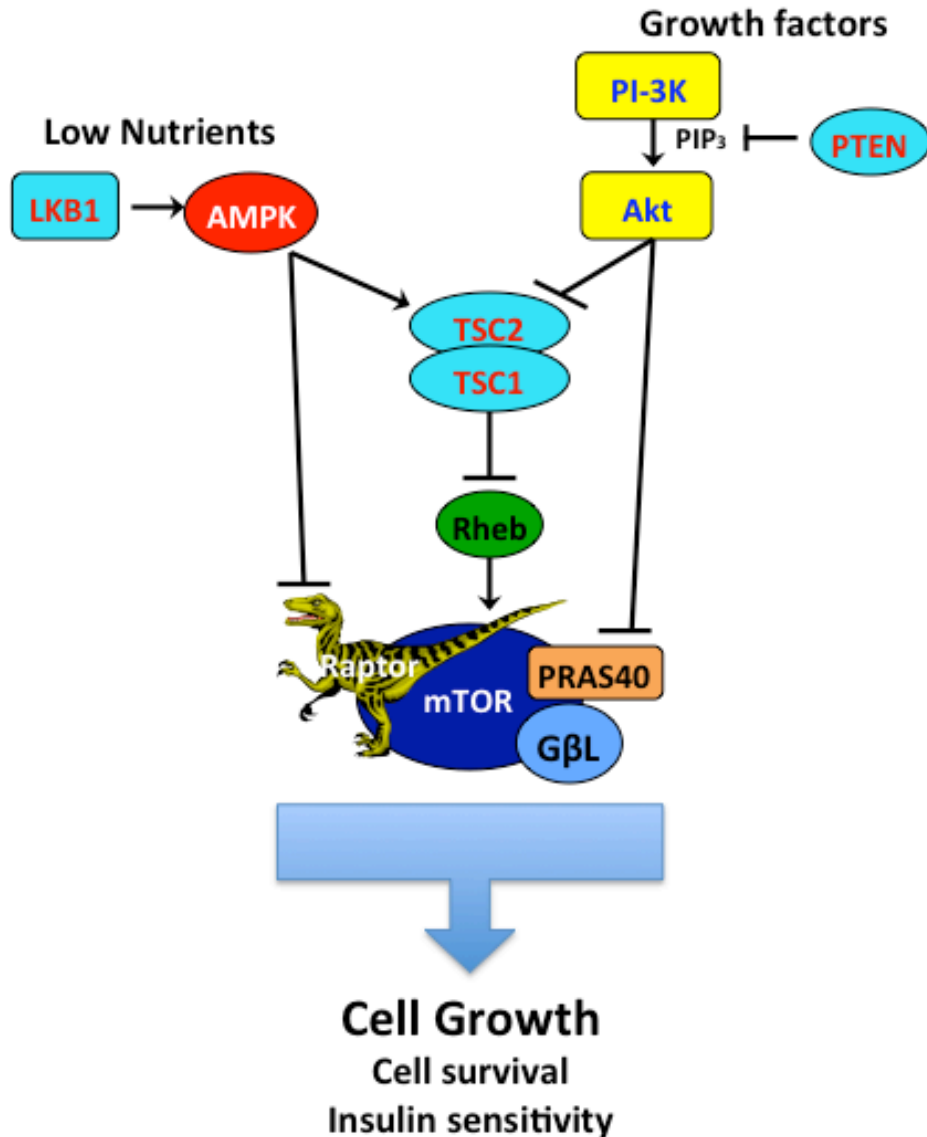 Growth factors
PI-3K
PIP₃
PTEN
Low Nutrients
LKB1
AMPK
Akt
TSC2
TSC1
Rheb
Raptor
mTOR
PRAS40
GβL
Cell Growth
Cell survival
Insulin sensitivity